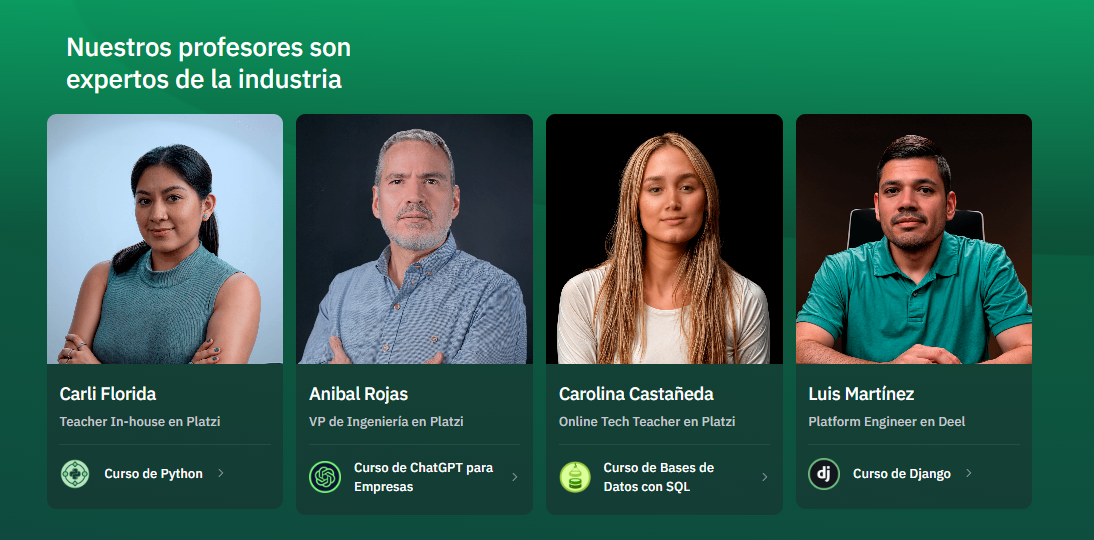 Nuestros profesores son
expertos de la industria
Carli Florida
Teacher In-house en Platzi
Curso de Python
Anibal Rojas
VP de Ingeniería en Platzi
Curso de ChatGPT para
Empresas
Carolina Castañeda
Online Tech Teacher en Platzi
Curso de Bases de
Datos con SQL
Luis Martínez
Platform Engineer en Deel
dj
Curso de Django